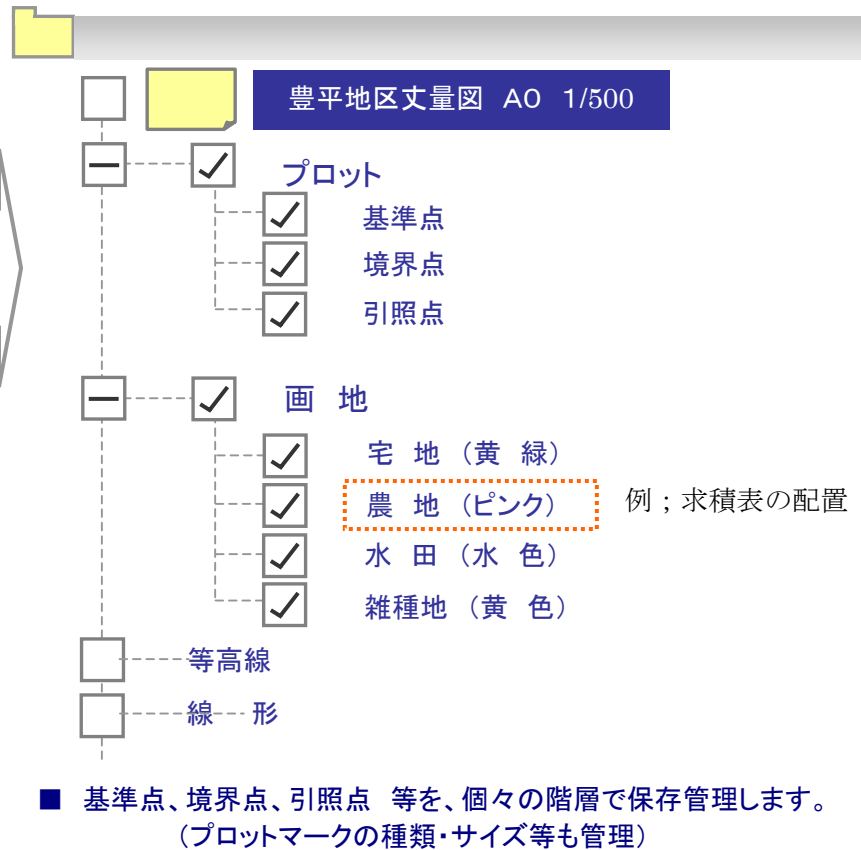 豊平地区丈量図 A0 1/500
プロット
基準点
境界点
引照点
画 地
宅 地 (黄 緑)
農 地 (ピンク) 例；求積表の配置
水 田 (水 色)
雑種地 (黄 色)
等高線
線 形
■ 基準点、境界点、引照点 等を、個々の階層で保存管理します。
(プロットマークの種類・サイズ等も管理)